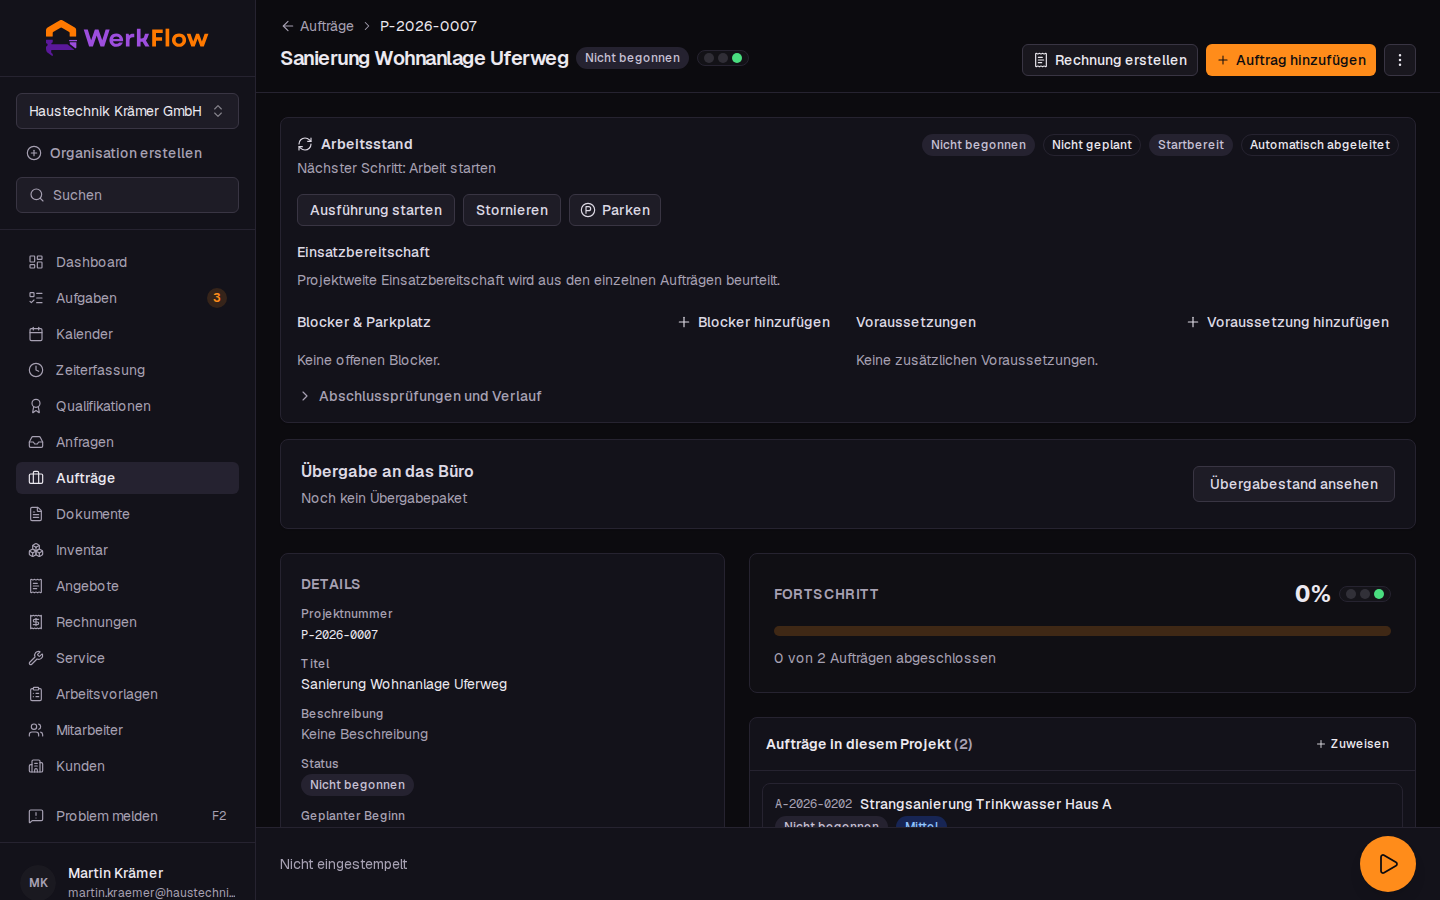 WerkFlow
Haustechnik Krämer GmbH
Organisation erstellen
Suchen
Dashboard
Aufgaben 3
Kalender
Zeiterfassung
Qualifikationen
Anfragen
Aufträge
Dokumente
Inventar
Angebote
Rechnungen
Service
Arbeitsvorlagen
Mitarbeiter
Kunden
Problem melden F2
MK
Martin Krämer
martin.kraemer@haustechni…
Aufträge P-2026-0007
Sanierung Wohnanlage Uferweg Nicht begonnen
Rechnung erstellen
Auftrag hinzufügen
Arbeitsstand
Nicht begonnen Nicht geplant Startbereit Automatisch abgeleitet
Nächster Schritt: Arbeit starten
Ausführung starten Stornieren Parken
Einsatzbereitschaft
Projektweite Einsatzbereitschaft wird aus den einzelnen Aufträgen beurteilt.
Blocker & Parkplatz Blocker hinzufügen
Keine offenen Blocker.
Voraussetzungen Voraussetzung hinzufügen
Keine zusätzlichen Voraussetzungen.
Abschlussprüfungen und Verlauf
Übergabe an das Büro
Noch kein Übergabepaket
Übergabestand ansehen
DETAILS
Projektnummer
P-2026-0007
Titel
Sanierung Wohnanlage Uferweg
Beschreibung
Keine Beschreibung
Status
Nicht begonnen
Geplanter Beginn
FORTSCHRITT 0%
0 von 2 Aufträgen abgeschlossen
Aufträge in diesem Projekt (2) Zuweisen
A-2026-0202 Strangsanierung Trinkwasser Haus A
Nicht begonnen Mittel
Nicht eingestempelt